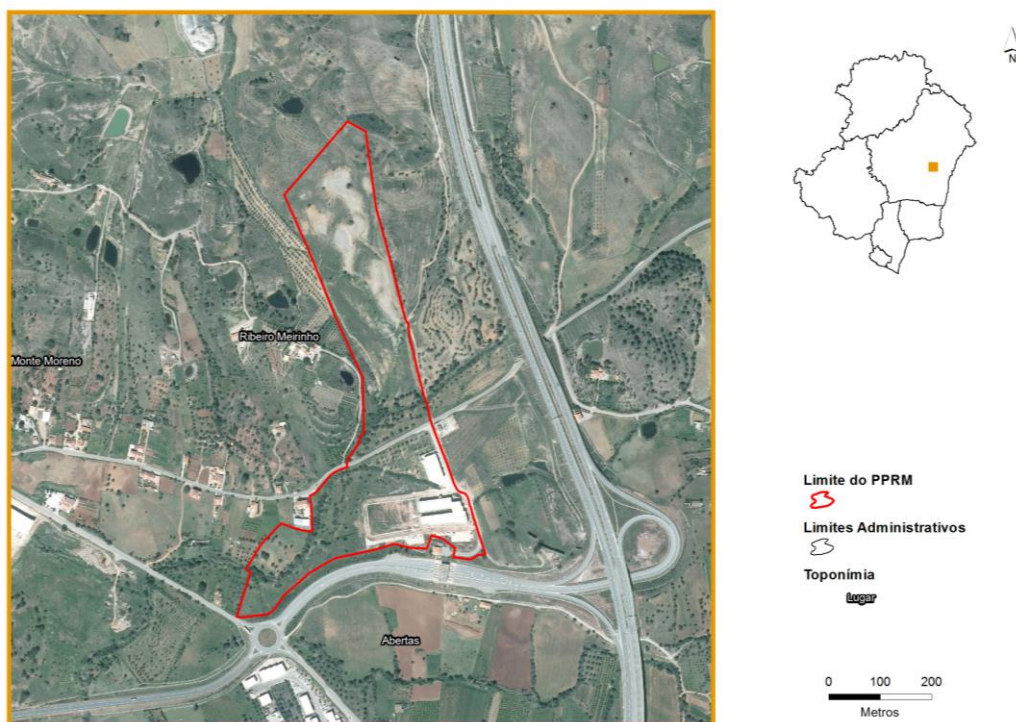 N
Ribeiro Meirinho
Monte Moreno
Abertas
Limite do PPRM
Limites Administrativos
Toponímia
Lugar
0 100 200
Metros